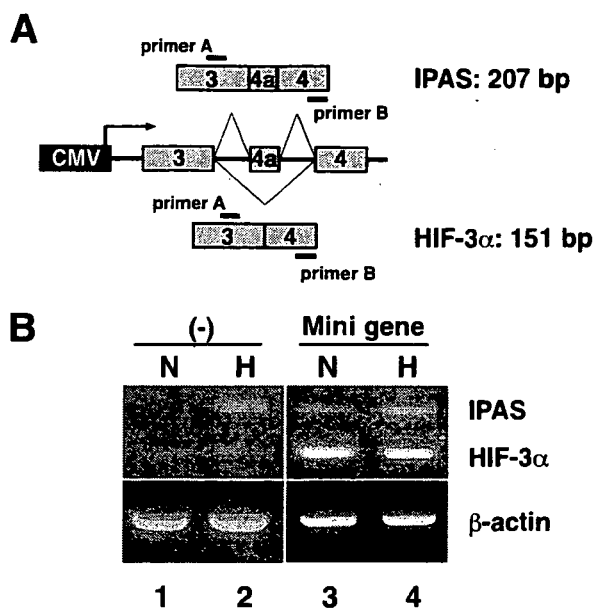 A
primer A
3 4a 4
IPAS: 207 bp
primer B
CMV 3 4a 4
primer A
3 4
HIF-3α: 151 bp
primer B
B
(-) Mini gene
N H N H
IPAS
HIF-3α
β-actin
1 2 3 4